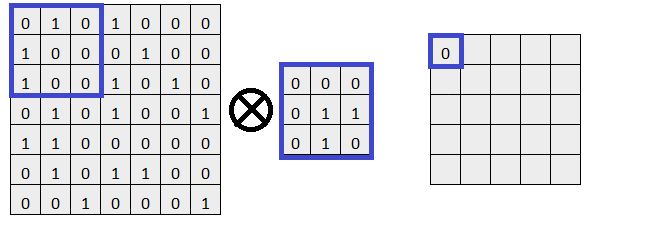 0 1 0 1 0 0 0
1 0 0 0 1 0 0
1 0 0 1 0 1 0
0 1 0 1 0 0 1
1 1 0 0 0 0 0
0 1 0 1 1 0 0
0 0 1 0 0 0 1
0 0 0
0 1 1
0 1 0
0